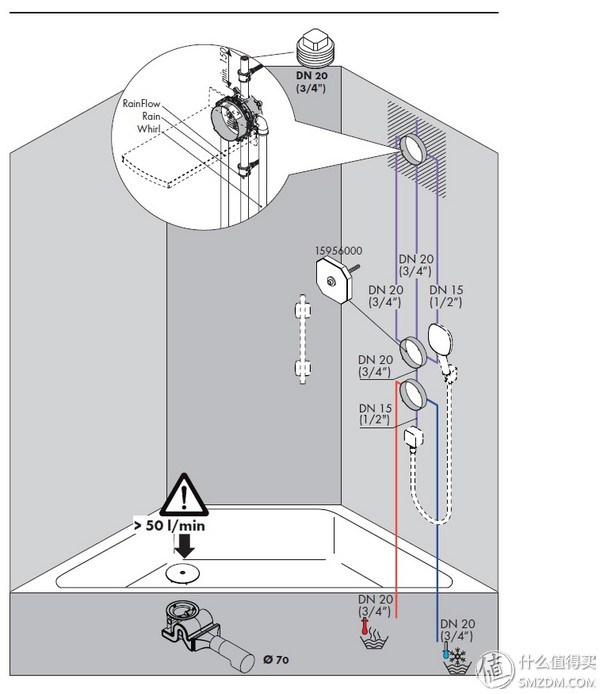 min. 150
DN 20
(3/4")
RainFlow
Rain
Whirl
15956000
DN 20
(3/4")
DN 20
(3/4")
DN 15
(1/2")
DN 20
(3/4")
DN 15
(1/2")
> 50 l/min
DN 20
(3/4")
DN 20
(3/4")
Ø 70
值 什么值得买
SMZDM.COM